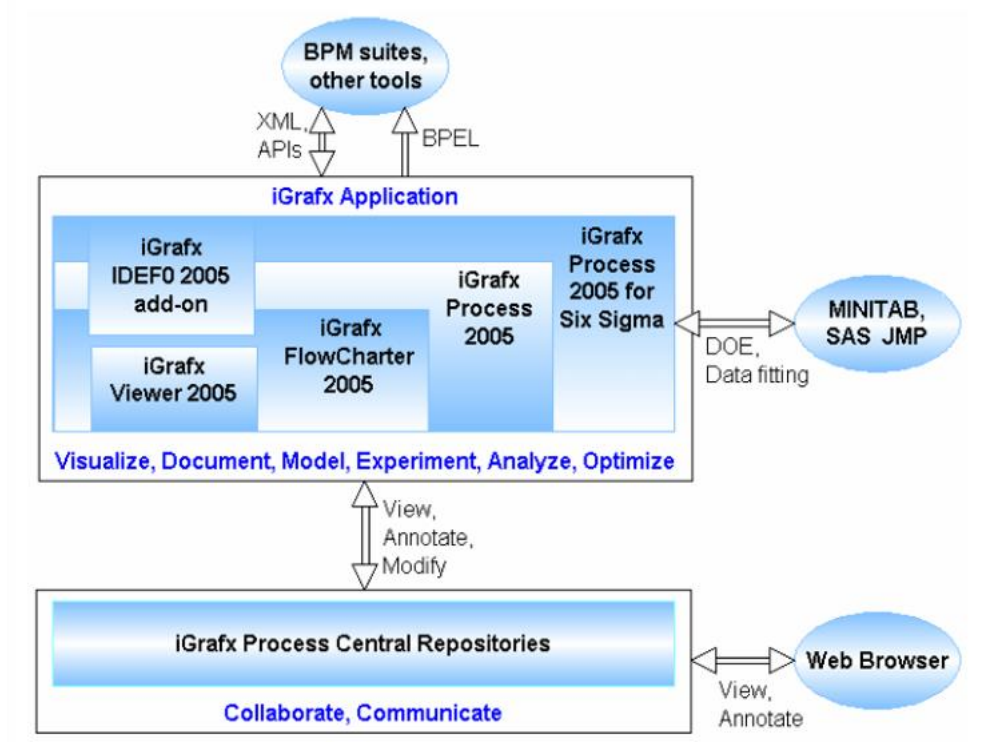 BPM suites,
other tools
XML,
APIs
BPEL
iGrafx Application
iGrafx
IDEF0 2005
add-on
iGrafx
Viewer 2005
iGrafx
FlowCharter
2005
iGrafx
Process
2005
iGrafx
Process
2005 for
Six Sigma
MINITAB,
SAS JMP
DOE,
Data fitting
Visualize, Document, Model, Experiment, Analyze, Optimize
View,
Annotate,
Modify
iGrafx Process Central Repositories
Collaborate, Communicate
Web Browser
View,
Annotate